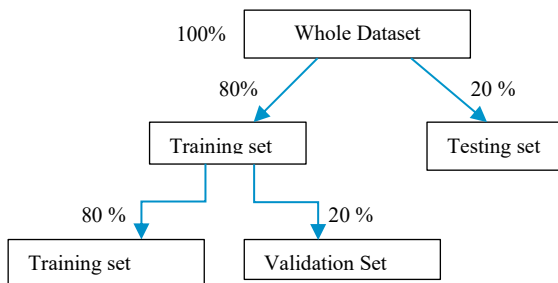 100% Whole Dataset
80% 20 %
Training set Testing set
80 % 20 %
Training set Validation Set